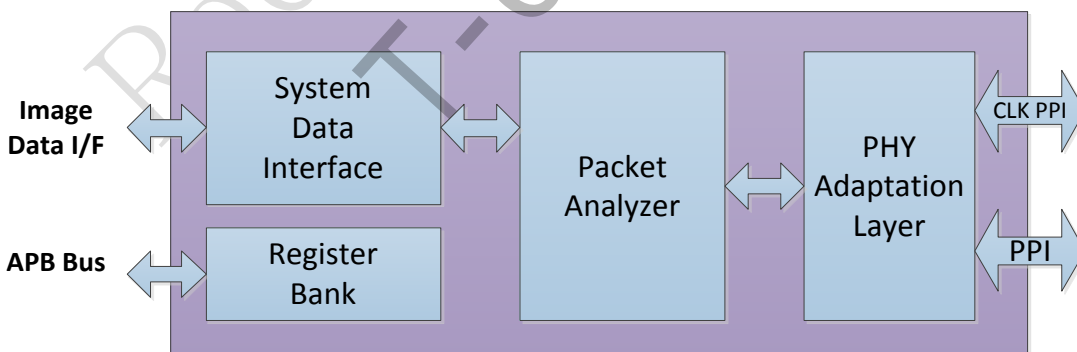 Image
Data I/F
System
Data
Interface
Packet
Analyzer
PHY
Adaptation
Layer
CLK PPI
APB Bus
Register
Bank
PPI